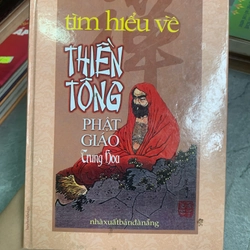 tìm hiểu về
THIỀN
TÔNG
PHẬT
GIÁO
Trung Hoa
nhà xuất bản đà nẵng